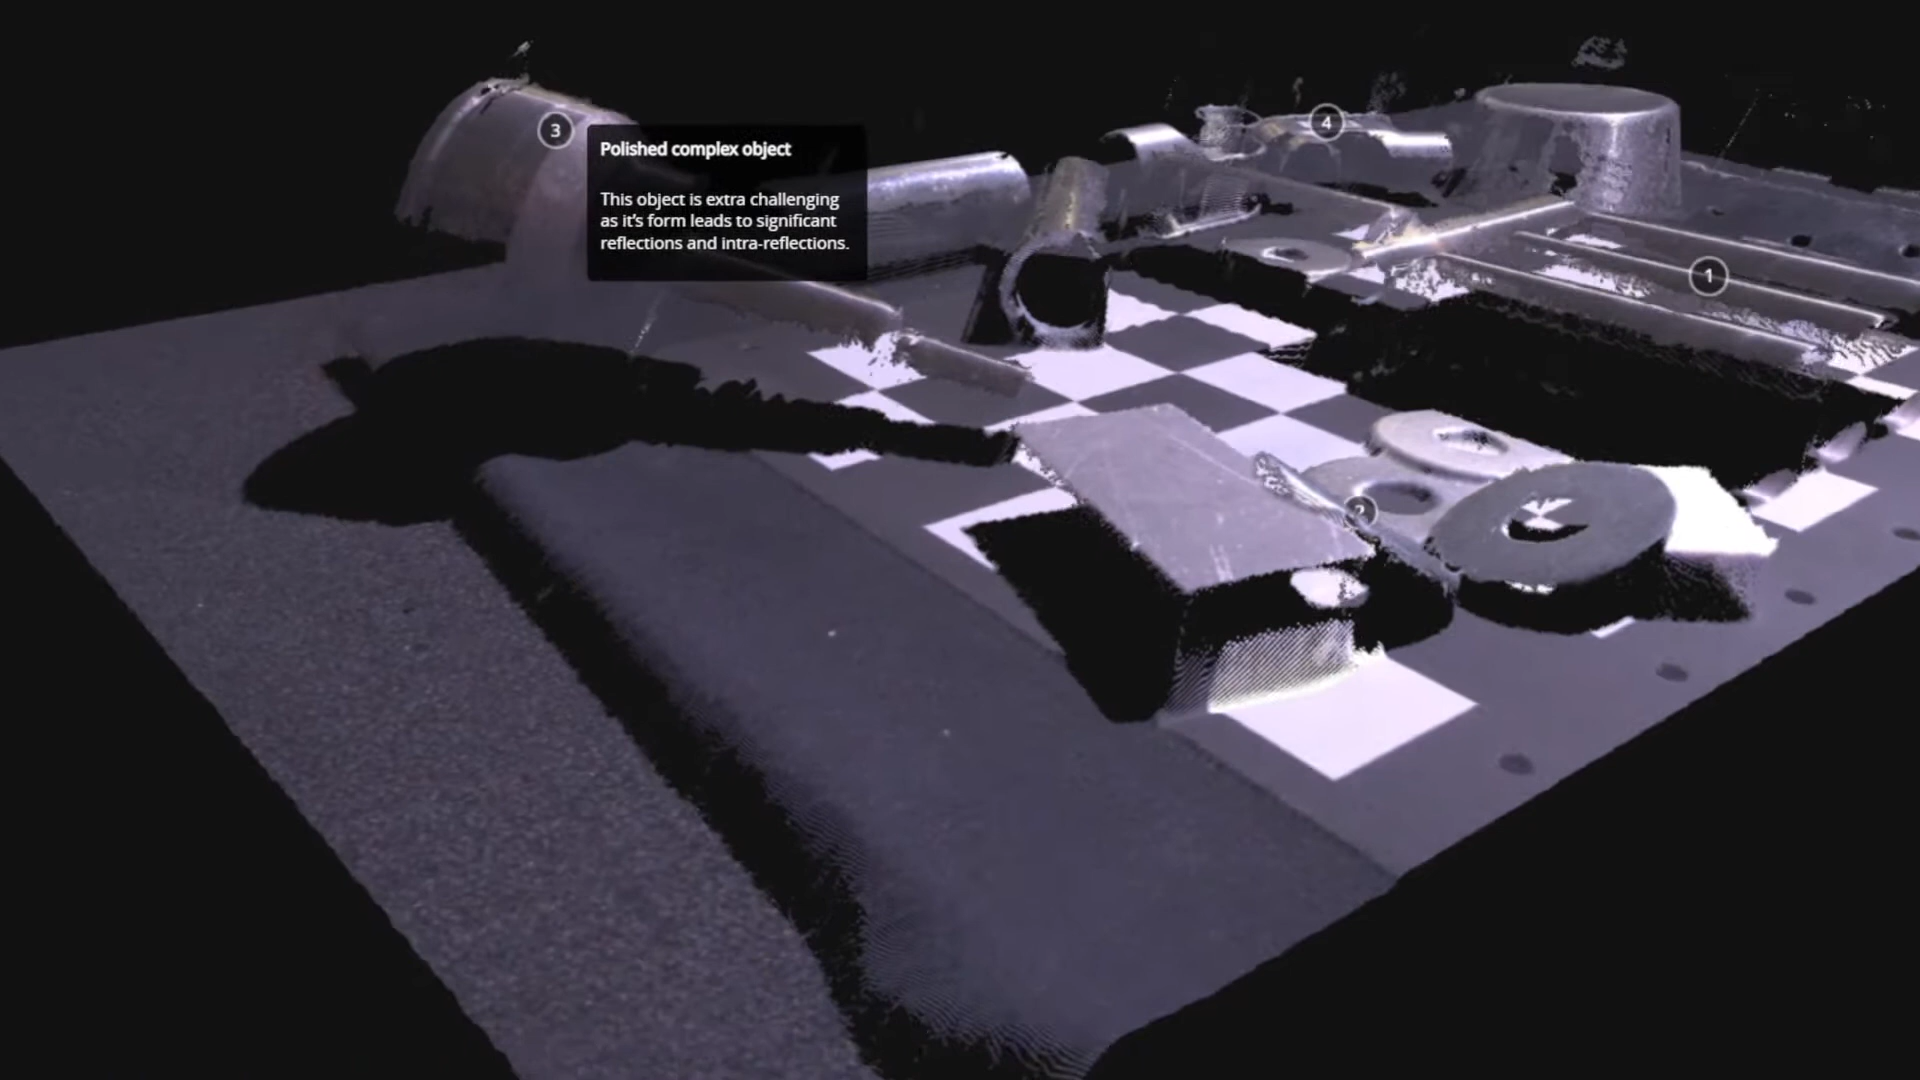 3
Polished complex object
This object is extra challenging
as it's form leads to significant
reflections and intra-reflections.
4
1
2